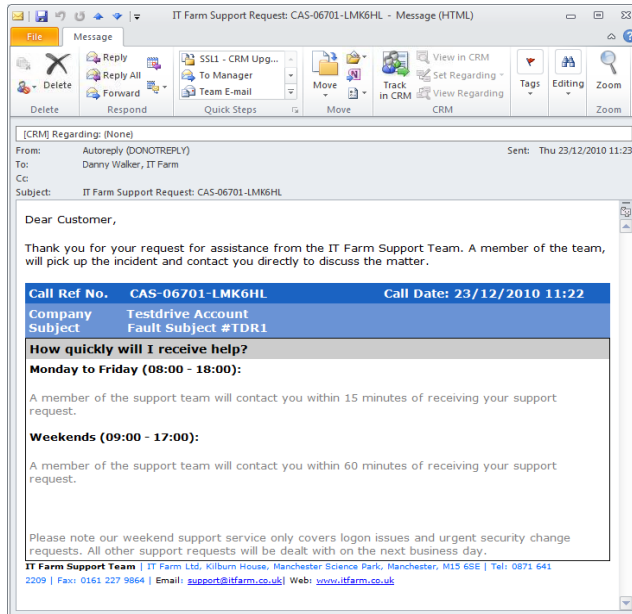 IT Farm Support Request: CAS-06701-LMK6HL - Message (HTML)
File Message
Delete
Reply
Reply All
Forward
SSL1 - CRM Upg...
To Manager
Team E-mail
Move
Track in CRM
View in CRM
Set Regarding
View Regarding
Tags
Editing
Zoom
Delete Respond Quick Steps Move CRM Zoom
[CRM] Regarding: (None)
From: Autoreply (DONOTREPLY) Sent: Thu 23/12/2010 11:23
To: Danny Walker, IT Farm
Cc:
Subject: IT Farm Support Request: CAS-06701-LMK6HL
Dear Customer,
Thank you for your request for assistance from the IT Farm Support Team. A member of the team,
will pick up the incident and contact you directly to discuss the matter.
Call Ref No. CAS-06701-LMK6HL Call Date: 23/12/2010 11:22
Company Testdrive Account
Subject Fault Subject #TDR1
How quickly will I receive help?
Monday to Friday (08:00 - 18:00):
A member of the support team will contact you within 15 minutes of receiving your support
request.
Weekends (09:00 - 17:00):
A member of the support team will contact you within 60 minutes of receiving your support
request.
Please note our weekend support service only covers logon issues and urgent security change
requests. All other support requests will be dealt with on the next business day.
IT Farm Support Team | IT Farm Ltd, Kilburn House, Manchester Science Park, Manchester, M15 6SE | Tel: 0871 641
2209 | Fax: 0161 227 9864 | Email: support@itfarm.co.uk| Web: www.itfarm.co.uk